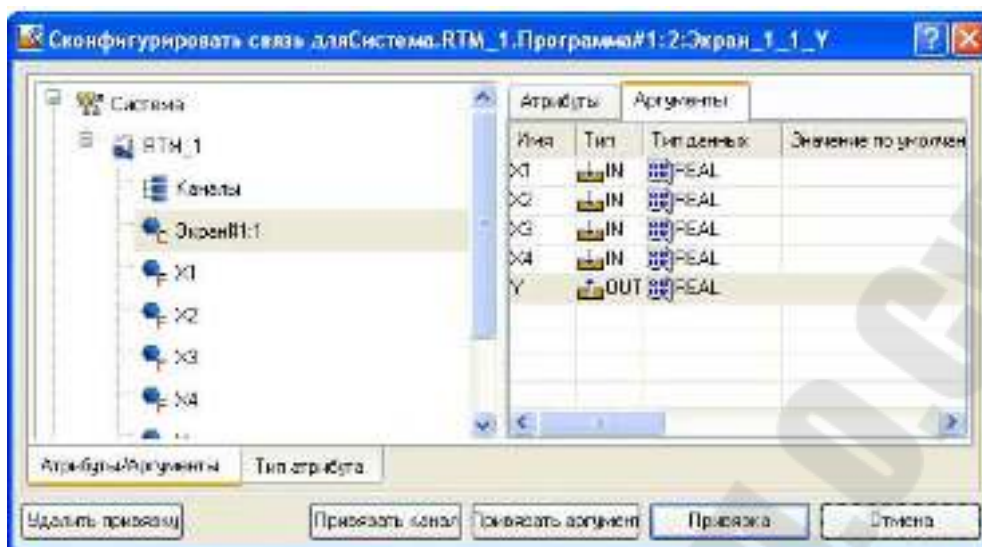 Сконфигурировать связь дляСистема.RTM_1.Программа#1:2:Экран_1_1_Y
Система
RTM_1
Каналы
Экран#1:1
X1
X2
X3
X4
Атрибуты Аргументы
Имя Тип Тип данных Значение по умолчан
X1 IN REAL
X2 IN REAL
X3 IN REAL
X4 IN REAL
Y OUT REAL
Атрибуты/Аргументы Тип атрибута
Удалить привязку Привязать канал Привязать аргумент Привязка Отмена